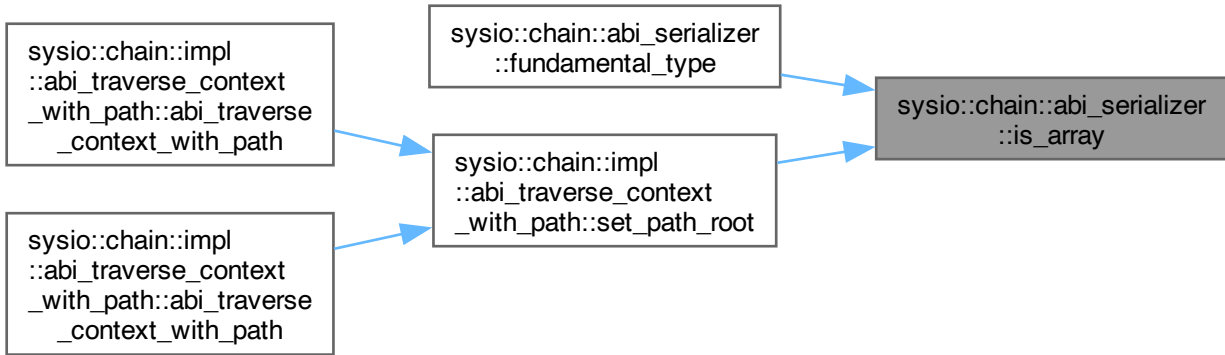 sysio::chain::impl
::abi_traverse_context
_with_path::abi_traverse
_context_with_path
sysio::chain::impl
::abi_traverse_context
_with_path::abi_traverse
_context_with_path
sysio::chain::abi_serializer
::fundamental_type
sysio::chain::impl
::abi_traverse_context
_with_path::set_path_root
sysio::chain::abi_serializer
::is_array